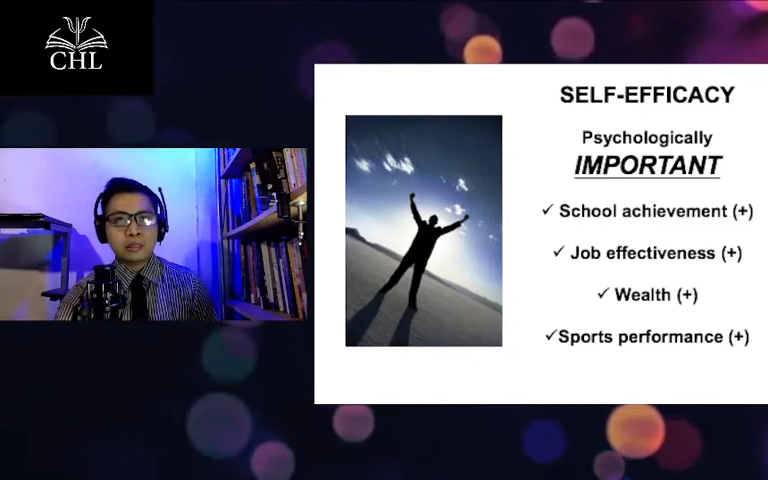 CHL
SELF-EFFICACY
Psychologically
IMPORTANT
✓ School achievement (+)
✓ Job effectiveness (+)
✓ Wealth (+)
✓Sports performance (+)